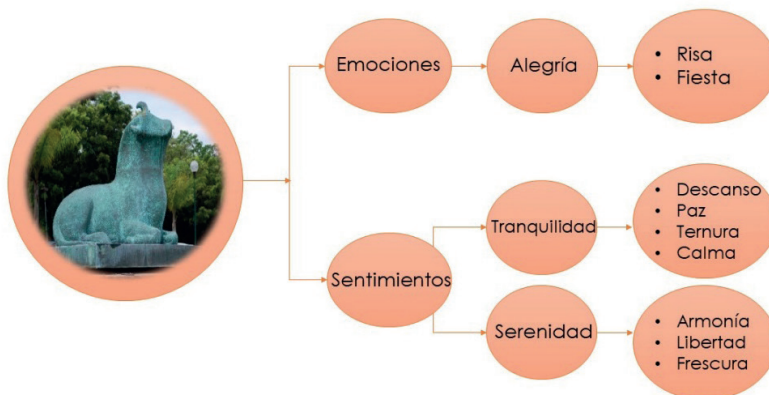 Emociones
Alegría
• Risa
• Fiesta
Sentimientos
Tranquilidad
• Descanso
• Paz
• Ternura
• Calma
Serenidad
• Armonía
• Libertad
• Frescura